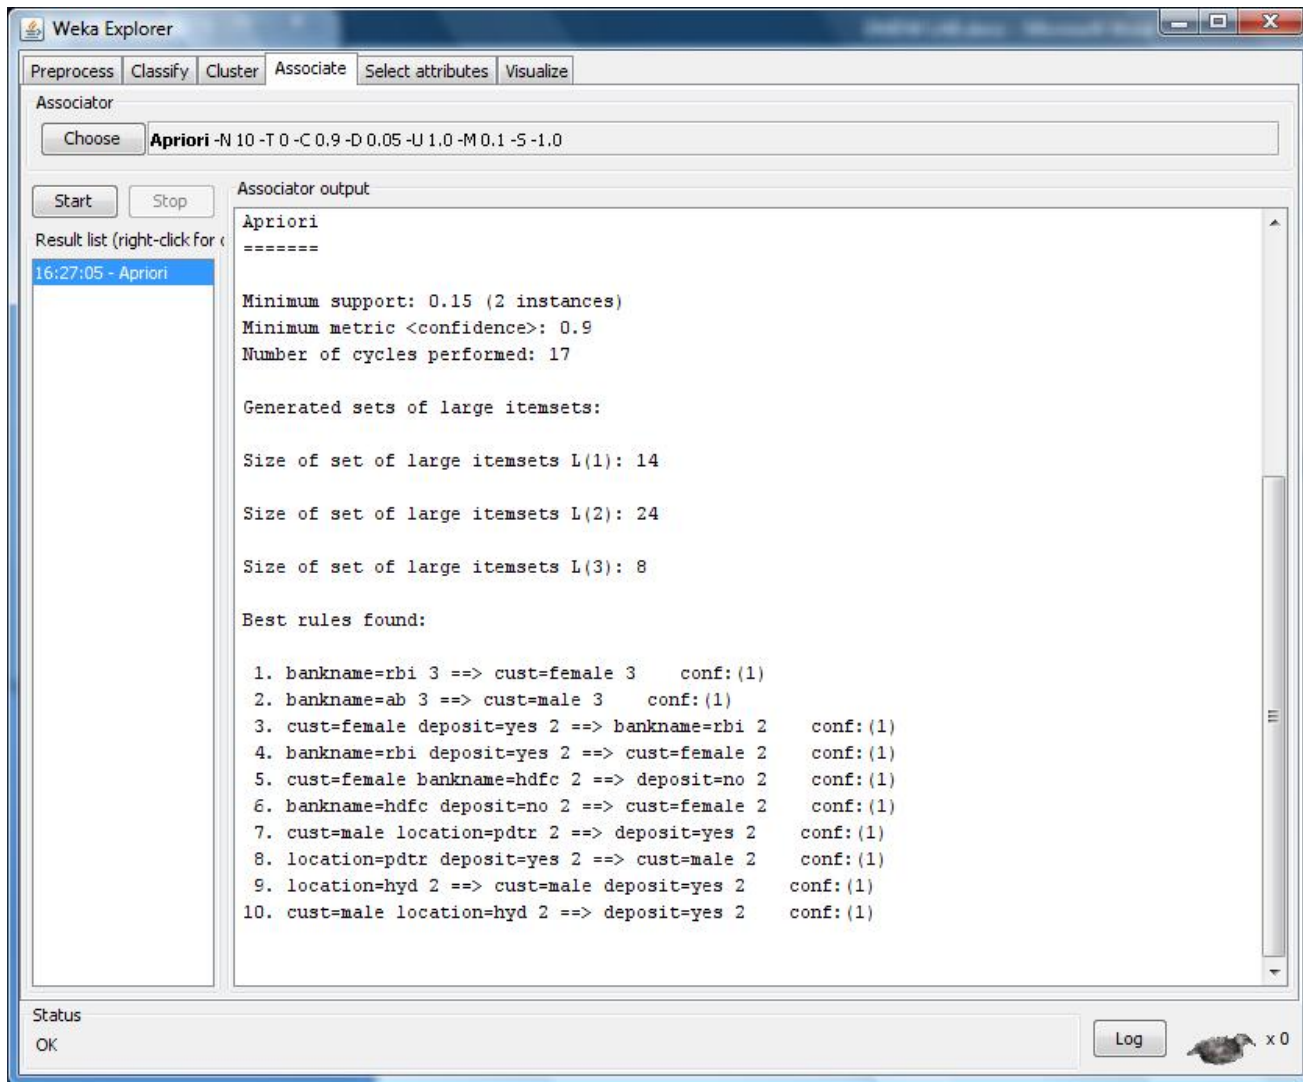 Weka Explorer
Preprocess Classify Cluster Associate Select attributes Visualize
Associator
Choose Apriori -N 10 -T 0 -C 0.9 -D 0.05 -U 1.0 -M 0.1 -S -1.0
Start Stop
Result list (right-click for
16:27:05 - Apriori
Associator output
Apriori
=======
Minimum support: 0.15 (2 instances)
Minimum metric <confidence>: 0.9
Number of cycles performed: 17
Generated sets of large itemsets:
Size of set of large itemsets L(1): 14
Size of set of large itemsets L(2): 24
Size of set of large itemsets L(3): 8
Best rules found:
1. bankname=rbi 3 ==> cust=female 3 conf:(1)
2. bankname=ab 3 ==> cust=male 3 conf:(1)
3. cust=female deposit=yes 2 ==> bankname=rbi 2 conf:(1)
4. bankname=rbi deposit=yes 2 ==> cust=female 2 conf:(1)
5. cust=female bankname=hdfc 2 ==> deposit=no 2 conf:(1)
6. bankname=hdfc deposit=no 2 ==> cust=female 2 conf:(1)
7. cust=male location=pdtr 2 ==> deposit=yes 2 conf:(1)
8. location=pdtr deposit=yes 2 ==> cust=male 2 conf:(1)
9. location=hyd 2 ==> cust=male deposit=yes 2 conf:(1)
10. cust=male location=hyd 2 ==> deposit=yes 2 conf:(1)
Status
OK
Log
x 0